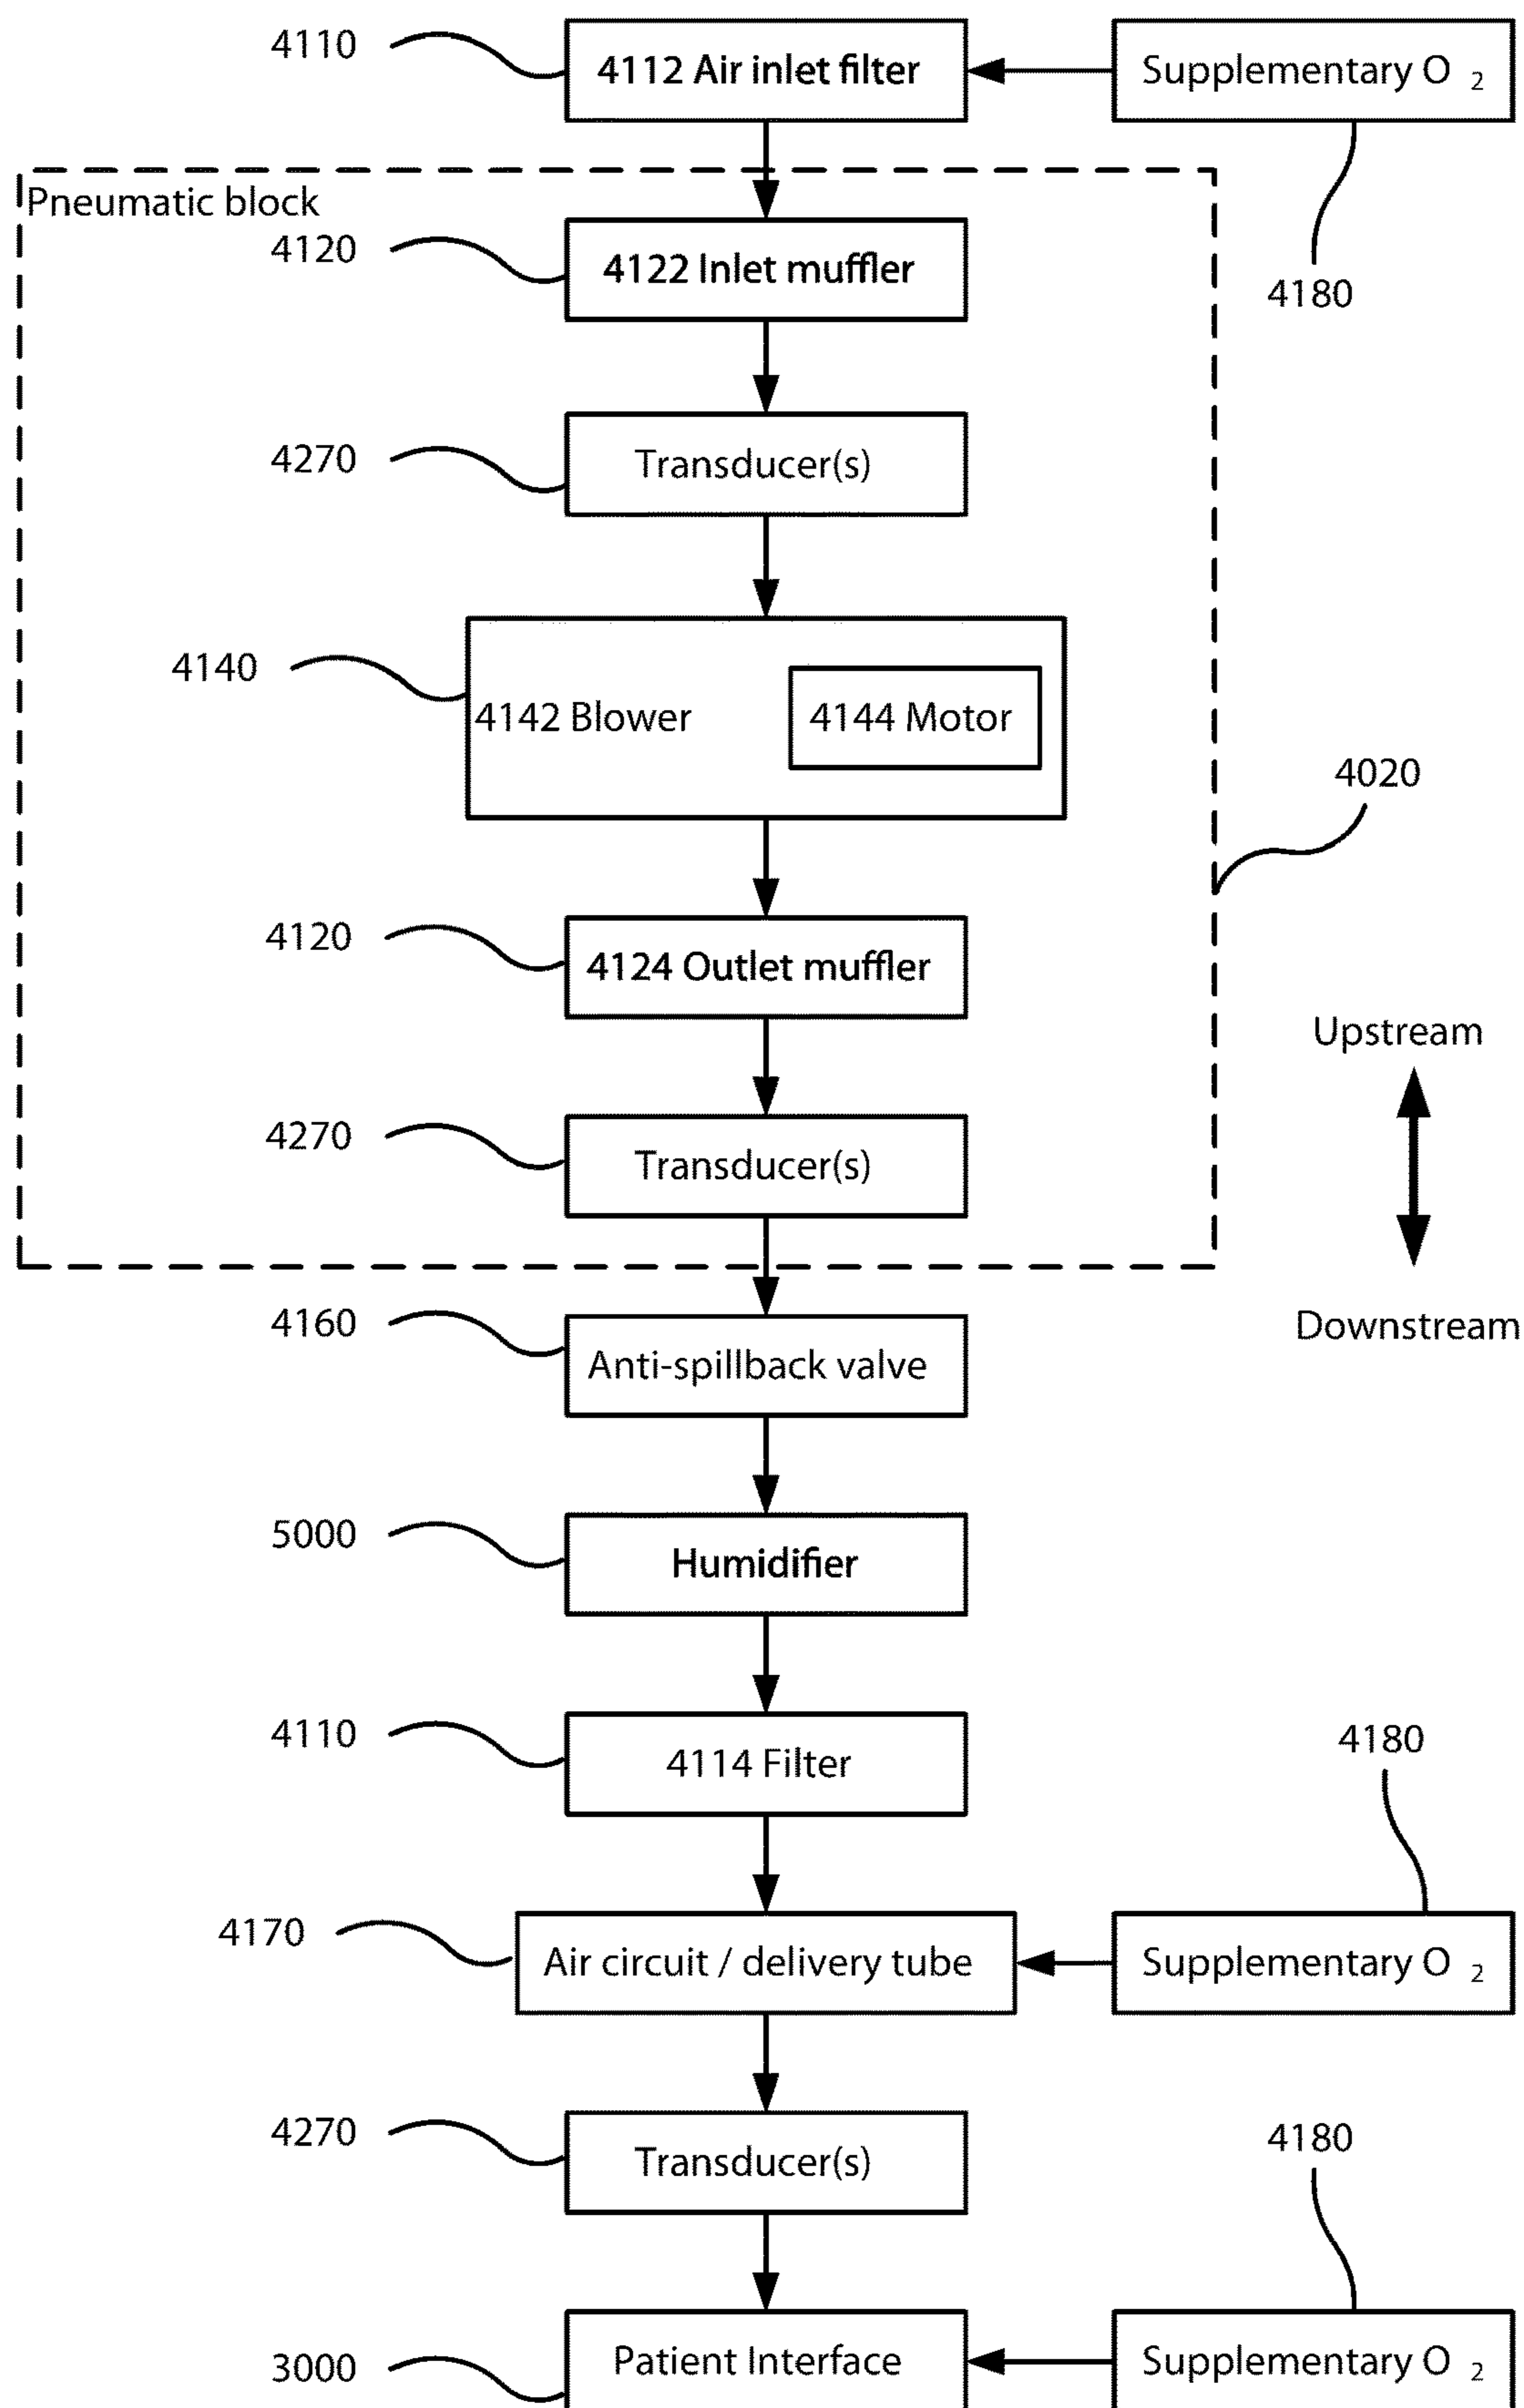 4110
4112 Air inlet filter
Supplementary O 2
Pneumatic block
4120
4122 Inlet muffler
4180
4270
Transducer(s)
4140
4142 Blower
4144 Motor
4020
4120
4124 Outlet muffler
Upstream
4270
Transducer(s)
4160
Anti-spillback valve
Downstream
5000
Humidifier
4110
4114 Filter
4180
4170
Air circuit / delivery tube
Supplementary O 2
4270
Transducer(s)
4180
3000
Patient Interface
Supplementary O 2